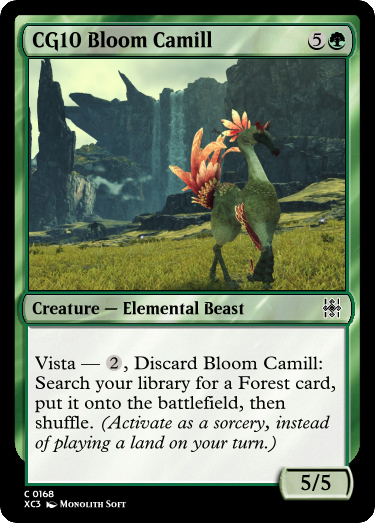 CG10 Bloom Camill
5
Creature — Elemental Beast
Vista — 2, Discard Bloom Camill:
Search your library for a Forest card,
put it onto the battlefield, then
shuffle. (Activate as a sorcery, instead
of playing a land on your turn.)
5/5
C 0168
XC3 Monolith Soft